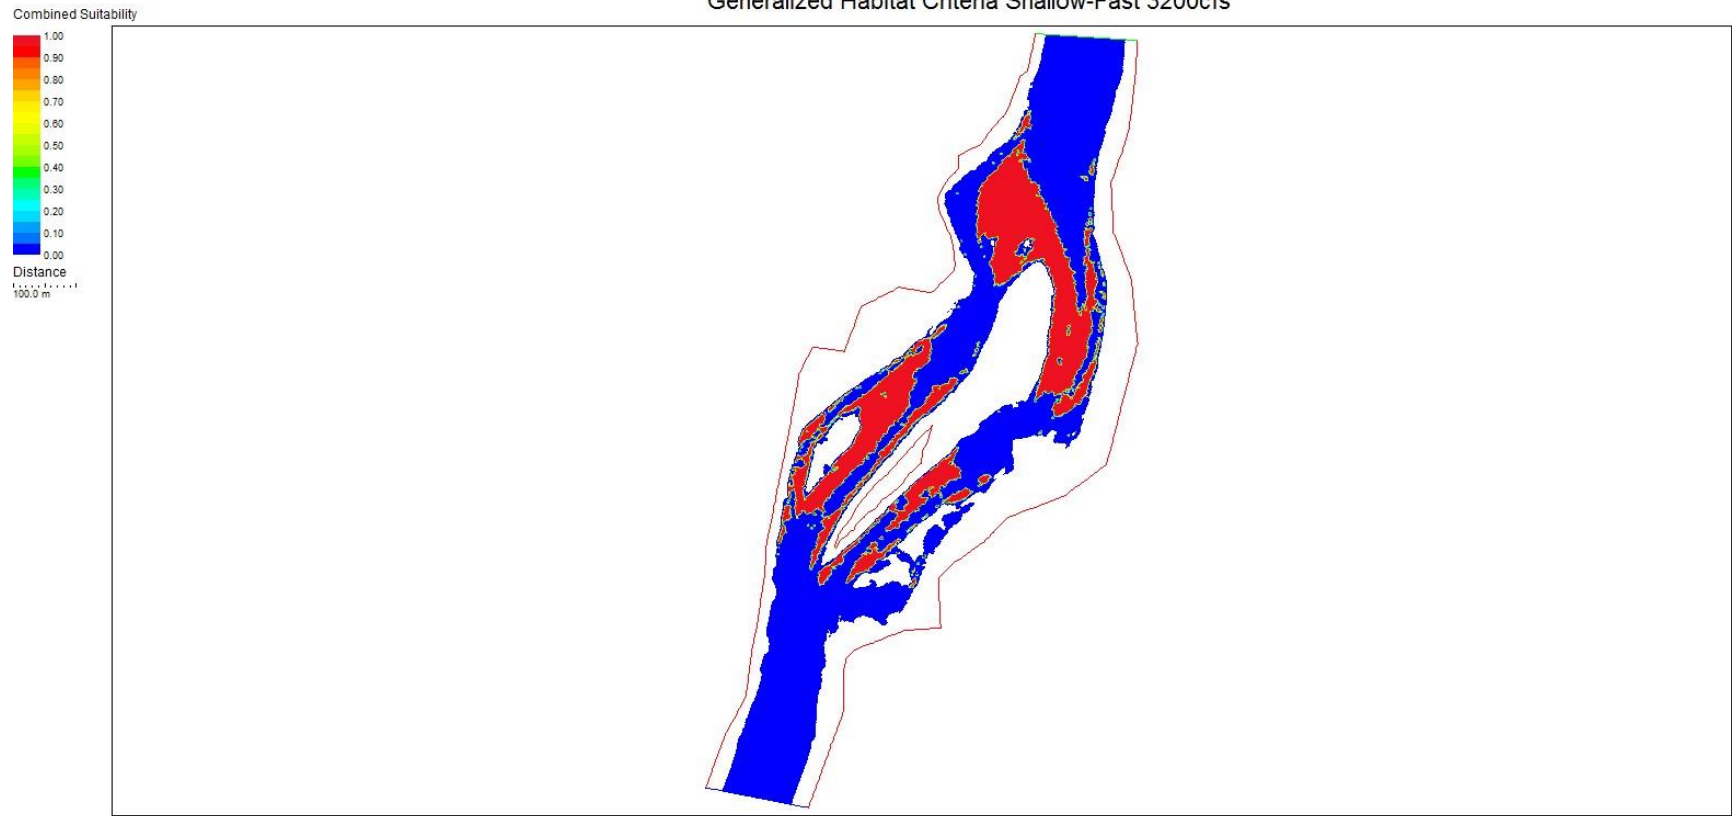 Generalized Habitat Criteria Shallow-Fast 3200cfs
Combined Suitability
1.00
0.90
0.80
0.70
0.60
0.50
0.40
0.30
0.20
0.10
0.00
Distance
100.0 m